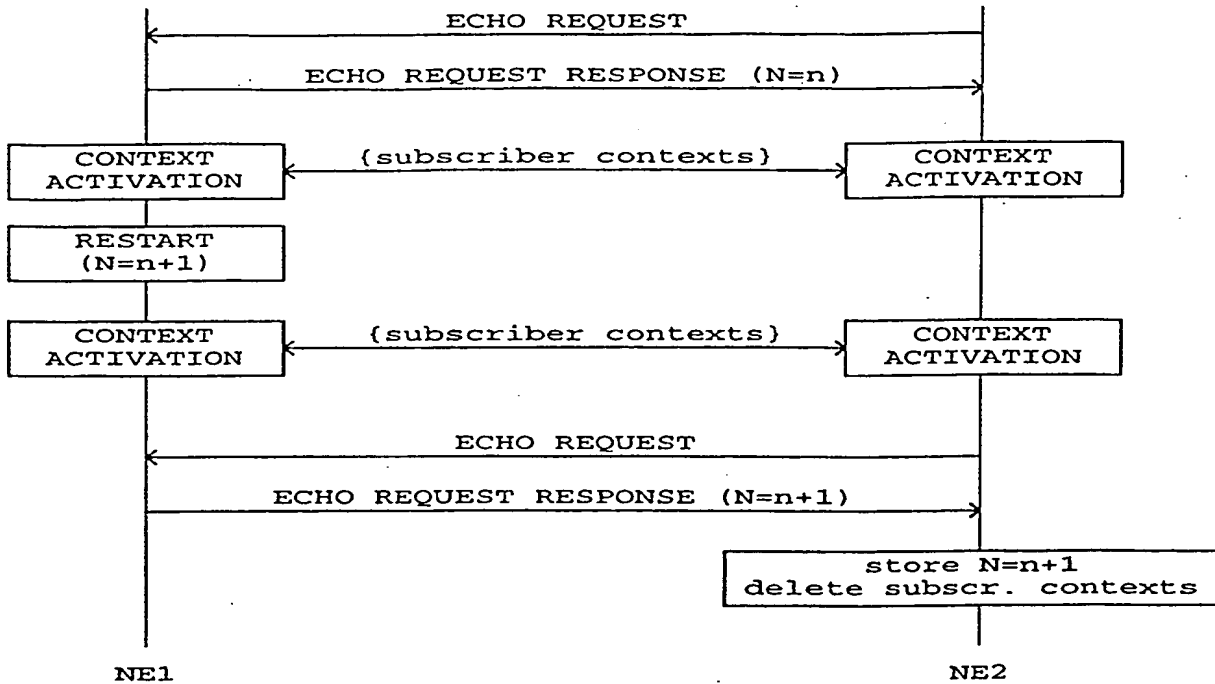 ECHO REQUEST
ECHO REQUEST RESPONSE (N=n)
CONTEXT
ACTIVATION
{subscriber contexts}
CONTEXT
ACTIVATION
RESTART
(N=n+1)
CONTEXT
ACTIVATION
{subscriber contexts}
CONTEXT
ACTIVATION
ECHO REQUEST
ECHO REQUEST RESPONSE (N=n+1)
store N=n+1
delete subscr. contexts
NE1
NE2